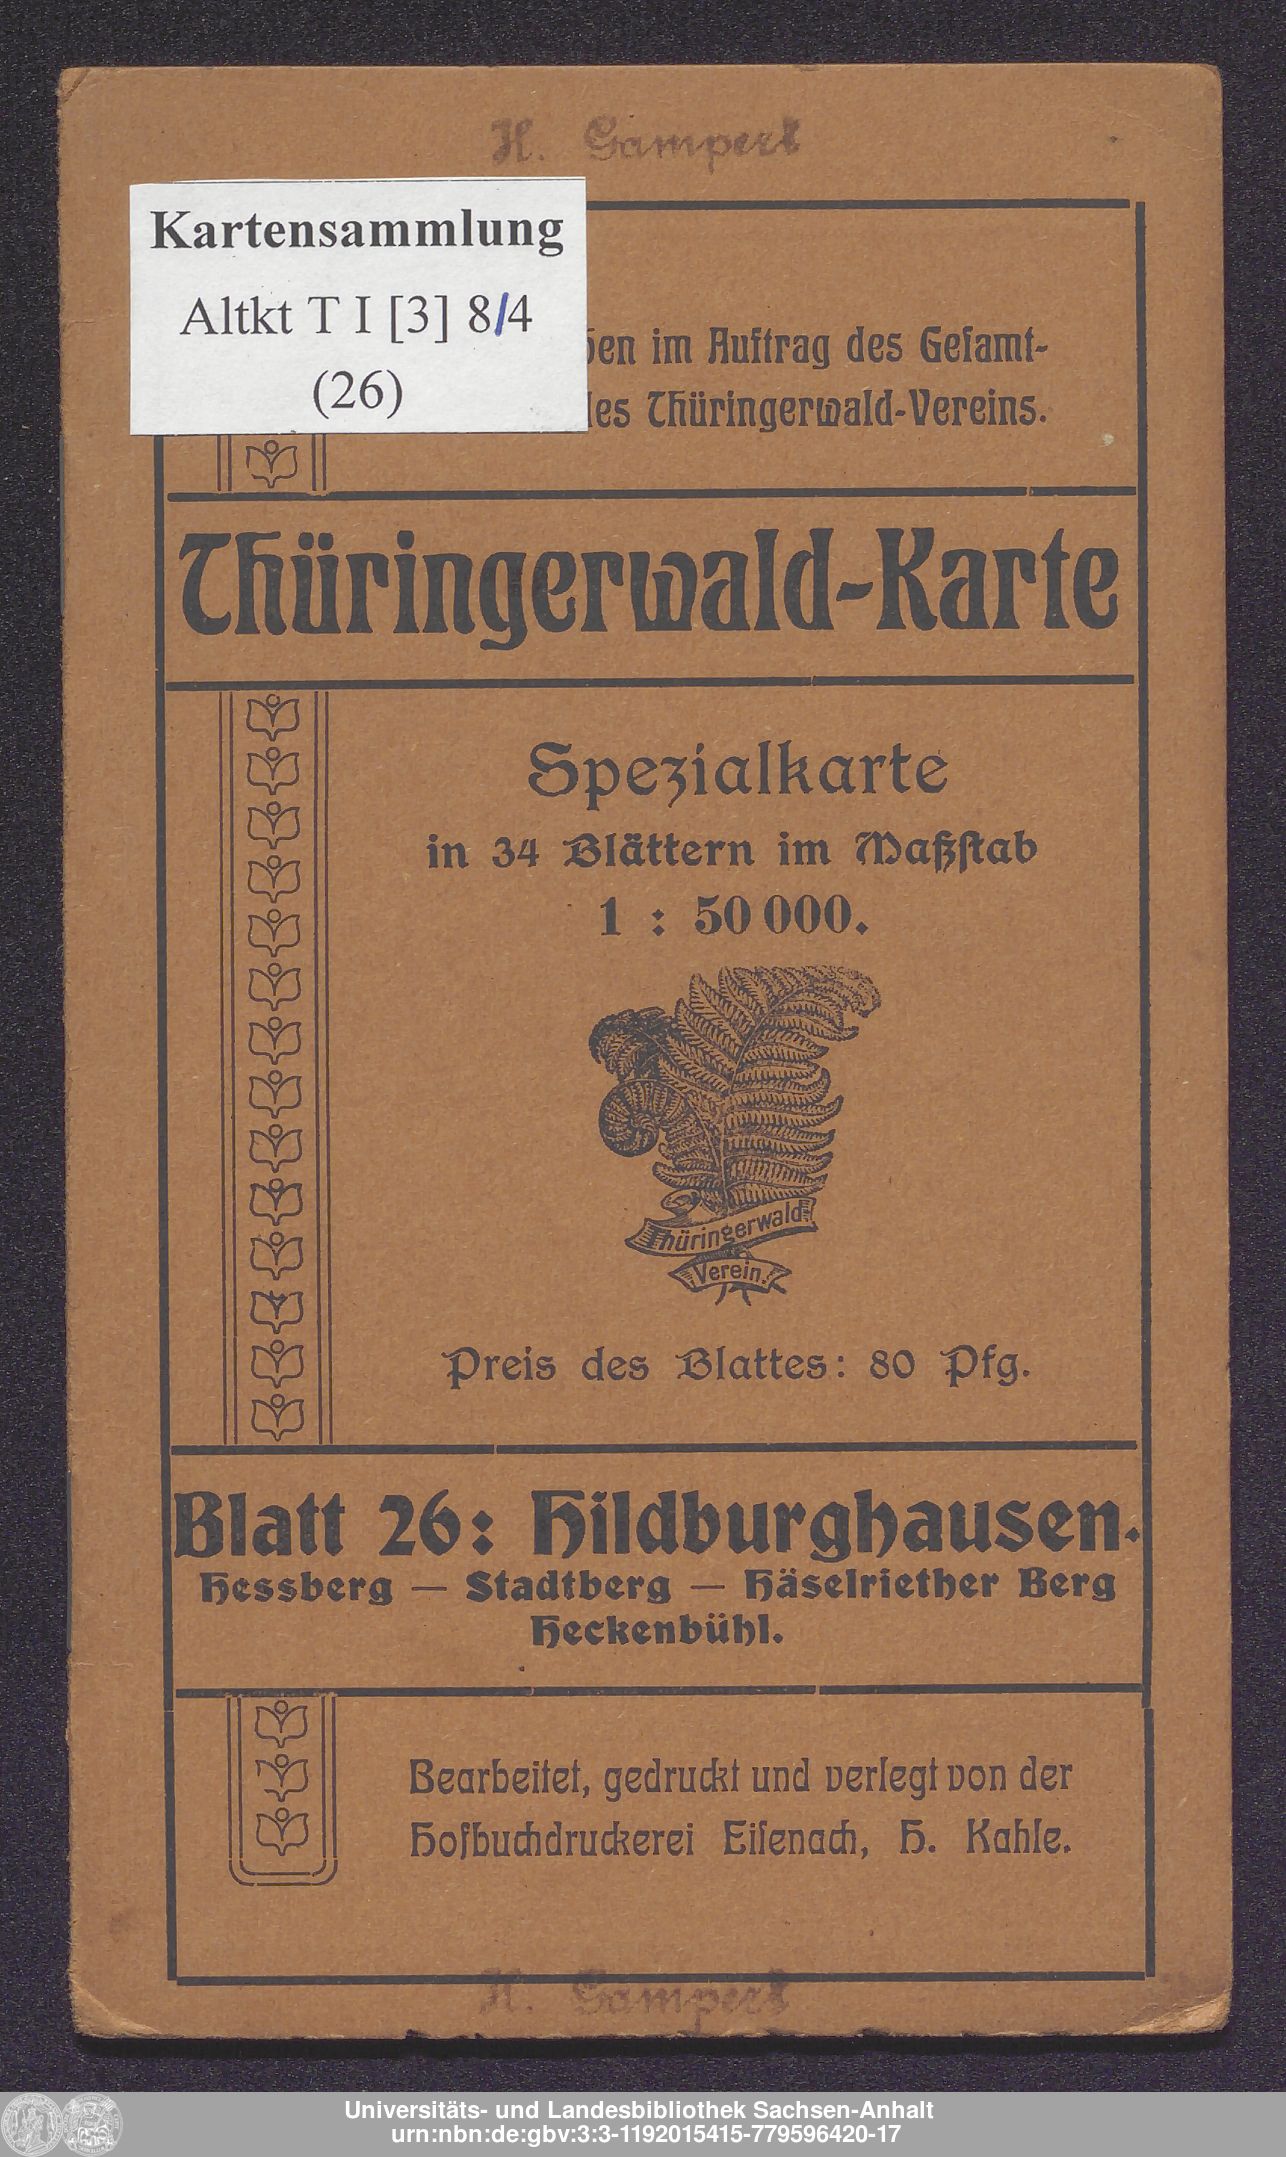 H. Gampert
Kartensammlung
Altkt T I [3] 8/4
(26)
im Auftrag des Gesamt-
des Thüringerwald-Vereins.
Thüringerwald-Karte
Spezialkarte
in 34 Blättern im Maßstab
1 : 50 000.
Thüringerwald-
Verein.
Preis des Blattes: 80 Pfg.
Blatt 26: Hildburghausen.
Hessberg — Stadtberg — Häselriether Berg
Heckenbühl.
Bearbeitet, gedruckt und verlegt von der
Hofbuchdruckerei Eisenach, H. Kahle.
H. Gampert
Universitäts- und Landesbibliothek Sachsen-Anhalt
urn:nbn:de:gbv:3:3-1192015415-779596420-17